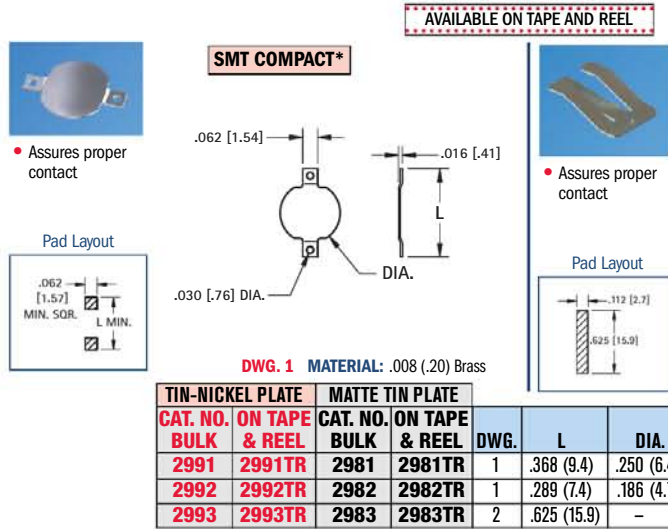 AVAILABLE ON TAPE AND REEL
SMT COMPACT*
• Assures proper
contact
Pad Layout
.062
[1.57]
MIN. SQR.
L MIN.
.062 [1.54]
.016 [.41]
L
DIA.
.030 [.76] DIA.
• Assures proper
contact
Pad Layout
.112 [2.7]
.625 [15.9]
DWG. 1 MATERIAL: .008 (.20) Brass
TIN-NICKEL PLATE MATTE TIN PLATE
CAT. NO. BULK ON TAPE & REEL CAT. NO. BULK ON TAPE & REEL DWG. L DIA.
2991 2991TR 2981 2981TR 1 .368 (9.4) .250
2992 2992TR 2982 2982TR 1 .289 (7.4) .186
2993 2993TR 2983 2983TR 2 .625 (15.9) –